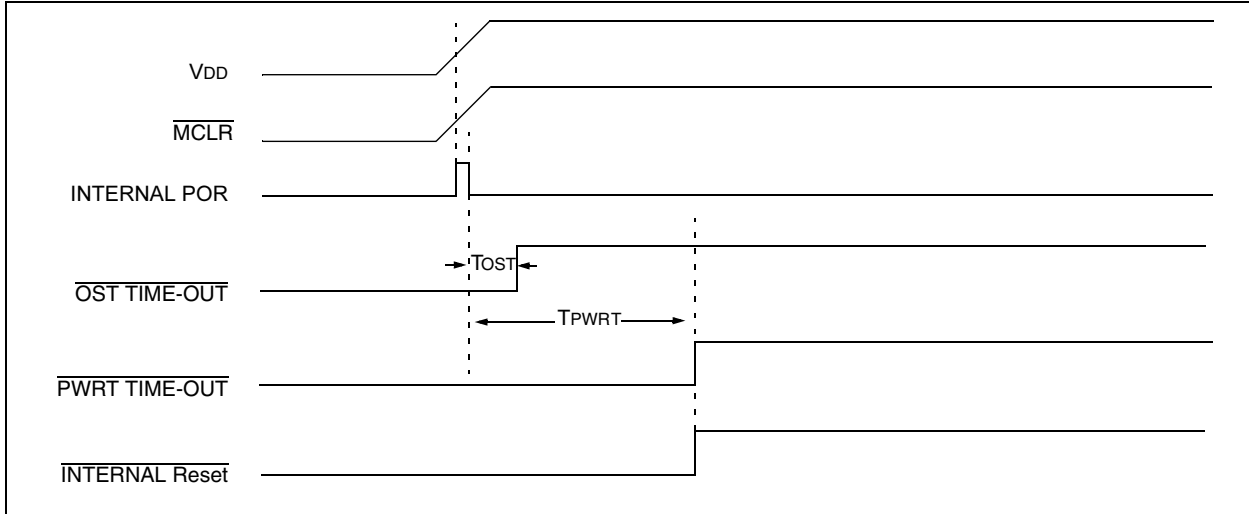 VDD
MCLR
INTERNAL POR
TOST
OST TIME-OUT
TPWRT
PWRT TIME-OUT
INTERNAL Reset